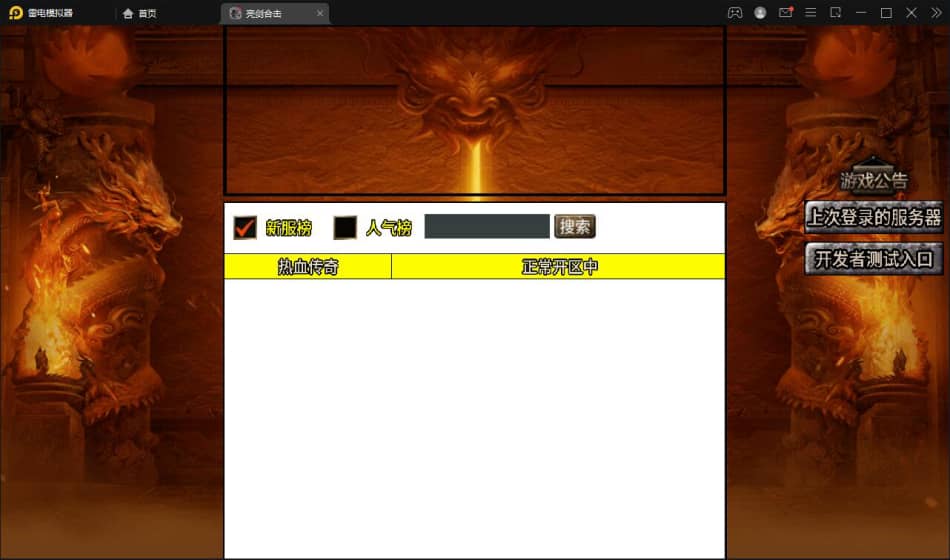 雷电模拟器
首页
亮剑合击
游戏公告
上次登录的服务器
开发者测试入口
新服榜
人气榜
搜索
热血传奇
正常开区中